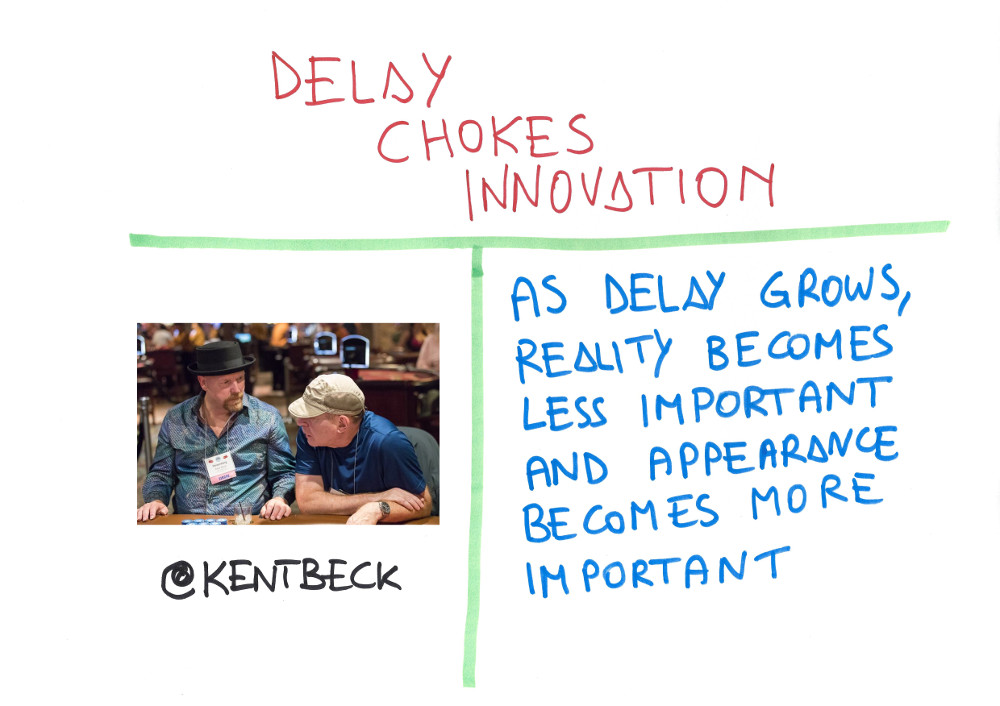 DELAY
CHOKES
INNOVATION
AS DELAY GROWS,
REALITY BECOMES
LESS IMPORTANT
AND APPEARANCE
BECOMES MORE
IMPORTANT
@KENTBECK